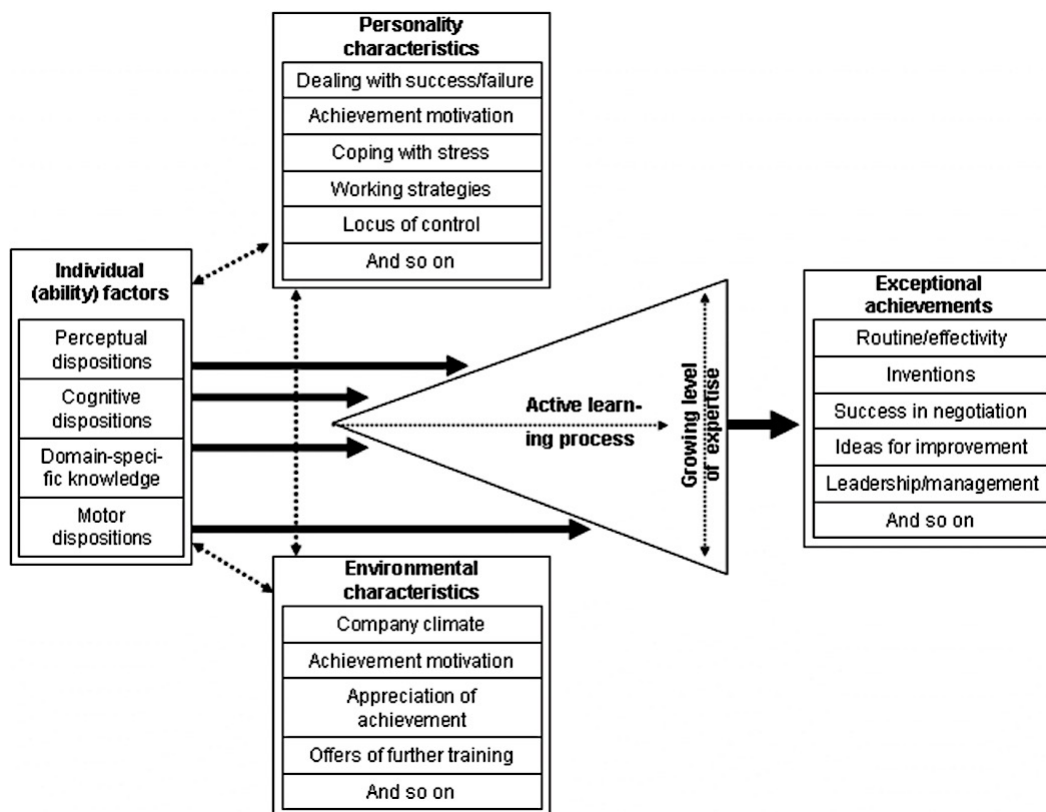 Personality
characteristics
Dealing with success/failure
Achievement motivation
Coping with stress
Working strategies
Locus of control
And so on
Individual
(ability) factors
Perceptual
dispositions
Cognitive
dispositions
Domain-speci-
fic knowledge
Motor
dispositions
Active learn-
ing process
Growing level
of expertise
Exceptional
achievements
Routine/effectivity
Inventions
Success in negotiation
Ideas for improvement
Leadership/management
And so on
Environmental
characteristics
Company climate
Achievement motivation
Appreciation of
achievement
Offers of further training
And so on